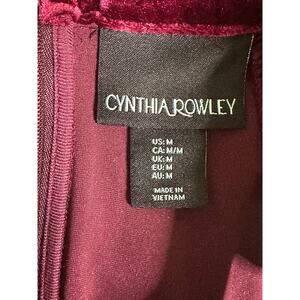 CYNTHIA ROWLEY
US: M
CA: M/M
UK: M
EU: M
AU: M
MADE IN
VIETNAM